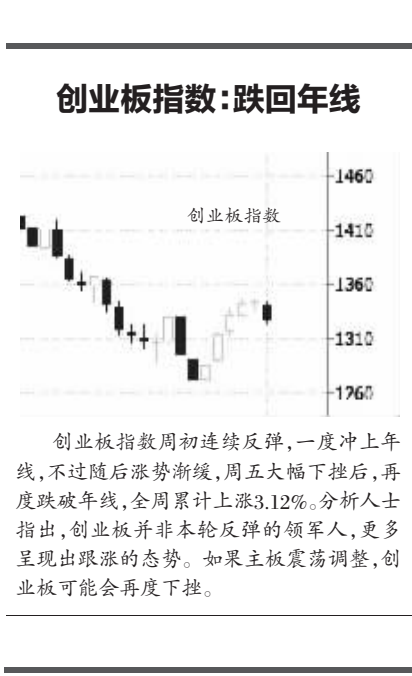 创业板指数:跌回年线
1460
创业板指数
1410
1360
1310
1260
创业板指数周初连续反弹,一度冲上年
线,不过随后涨势渐缓,周五大幅下挫后,再
度跌破年线,全周累计上涨3.12%。分析人士
指出,创业板并非本轮反弹的领军人,更多
呈现出跟涨的态势。如果主板震荡调整,创
业板可能会再度下挫。